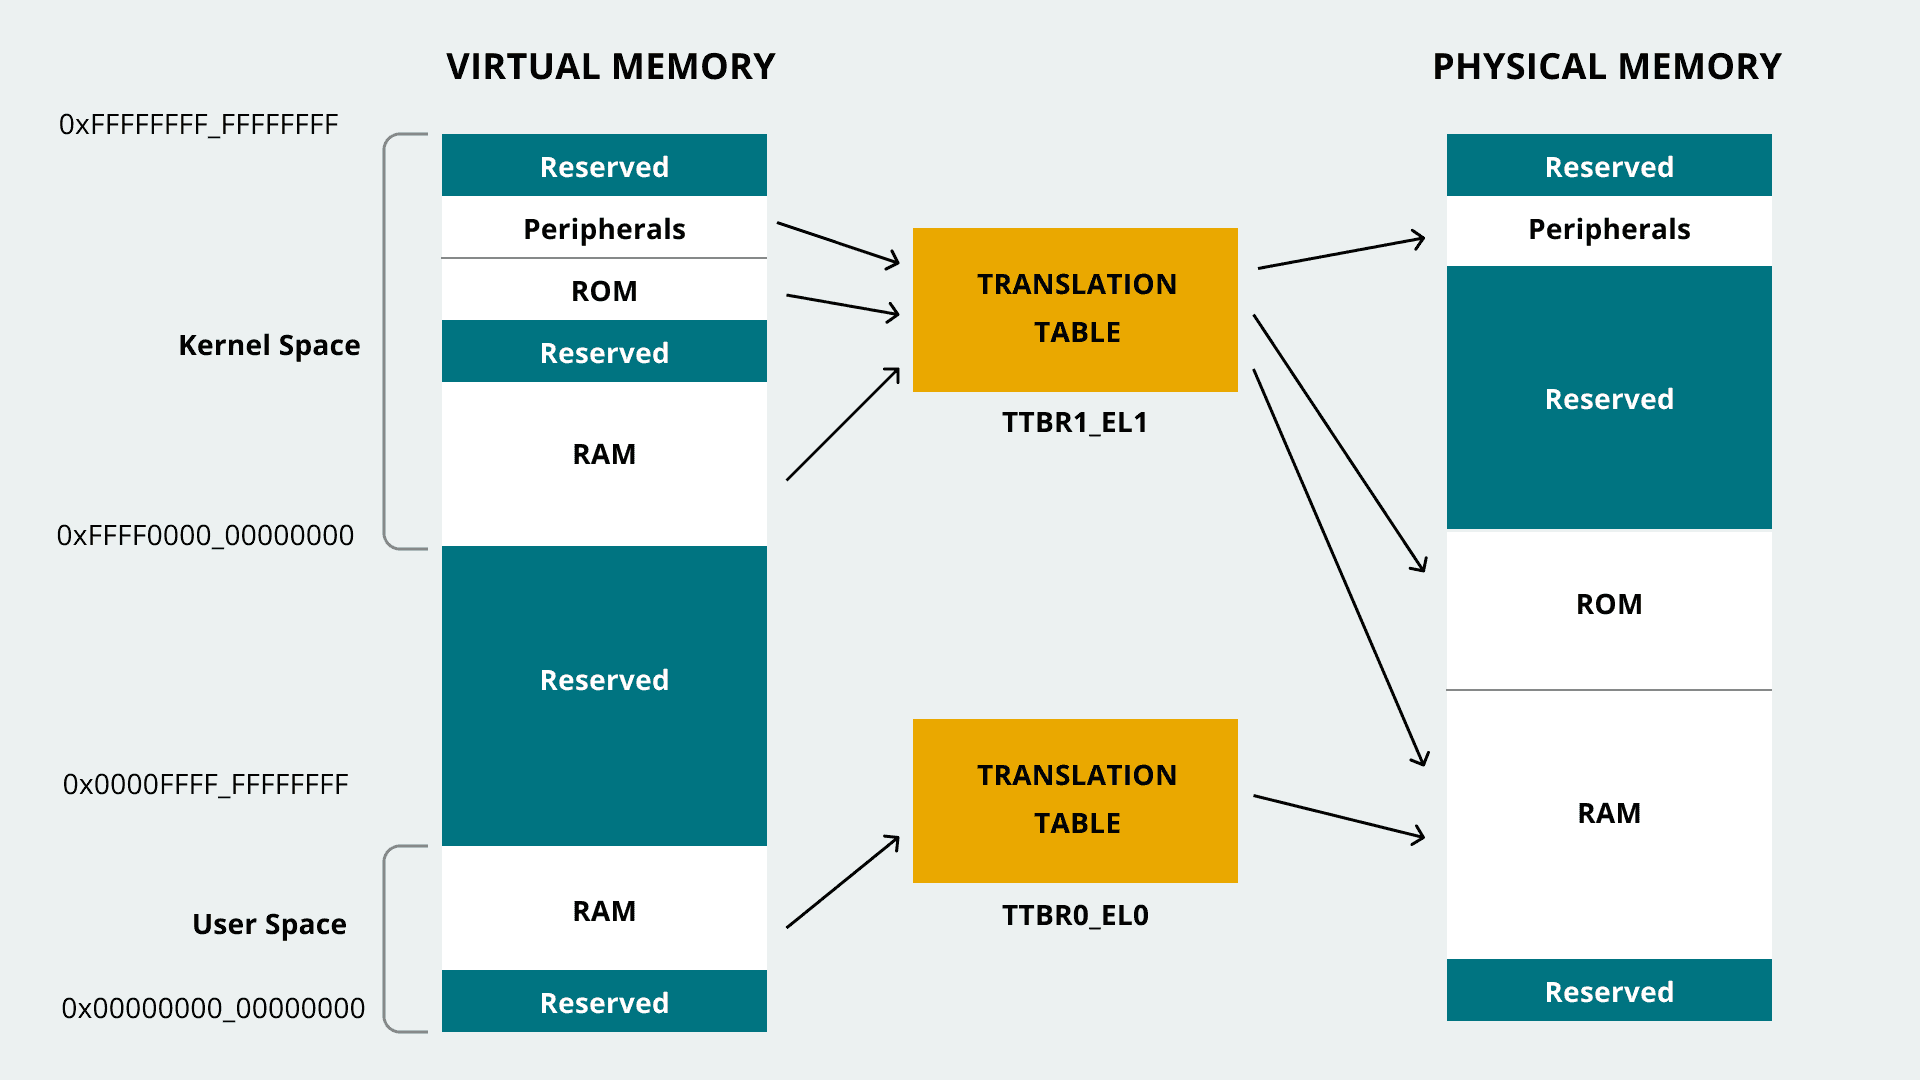 VIRTUAL MEMORY
PHYSICAL MEMORY
0xFFFFFFFF_FFFFFFFF
Kernel Space
0xFFFF0000_00000000
0x0000FFFF_FFFFFFFF
User Space
0x00000000_00000000
Reserved
Peripherals
ROM
Reserved
RAM
Reserved
RAM
Reserved
TRANSLATION
TABLE
TTBR1_EL1
TRANSLATION
TABLE
TTBR0_EL0
Reserved
Peripherals
Reserved
ROM
RAM
Reserved